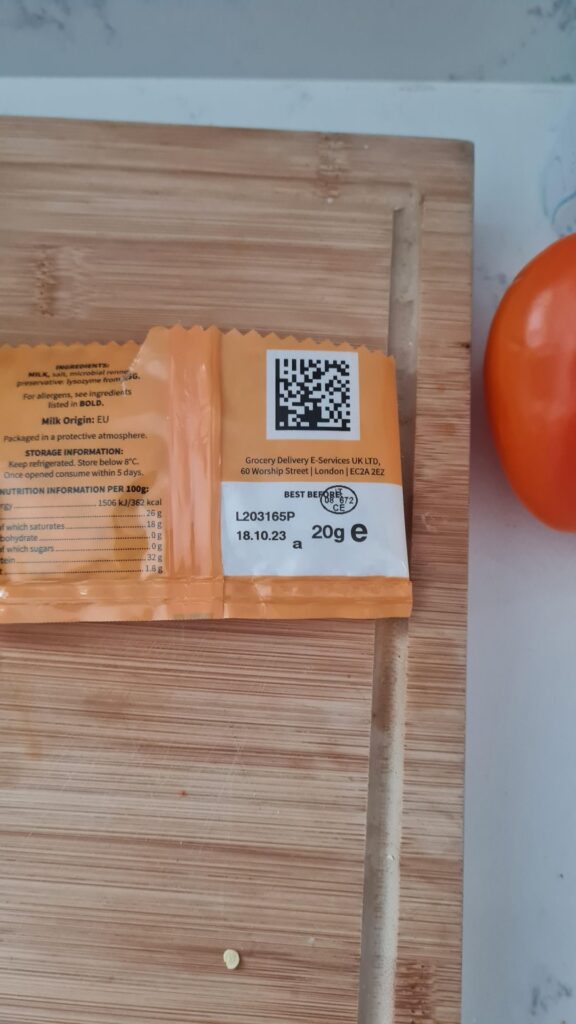 INGREDIENTS:
MILK, salt, microbial
preservative: lysozyme from
For allergens, see ingredients
listed in BOLD.
Milk Origin: EU
Packaged in a protective atmosphere.
STORAGE INFORMATION:
Keep refrigerated. Store below 8°C.
Once opened consume within 5 days.
NUTRITION INFORMATION PER 100g:
1506 kJ/362 kcal
26 g
of which saturates 18 g
0 g
of which sugars 0 g
32 g
1.8 g
Grocery Delivery E-Services UK LTD,
60 Worship Street | London | EC2A 2EZ
BEST BEFORE
08 672
CE
L203165P
18.10.23 a 20g e